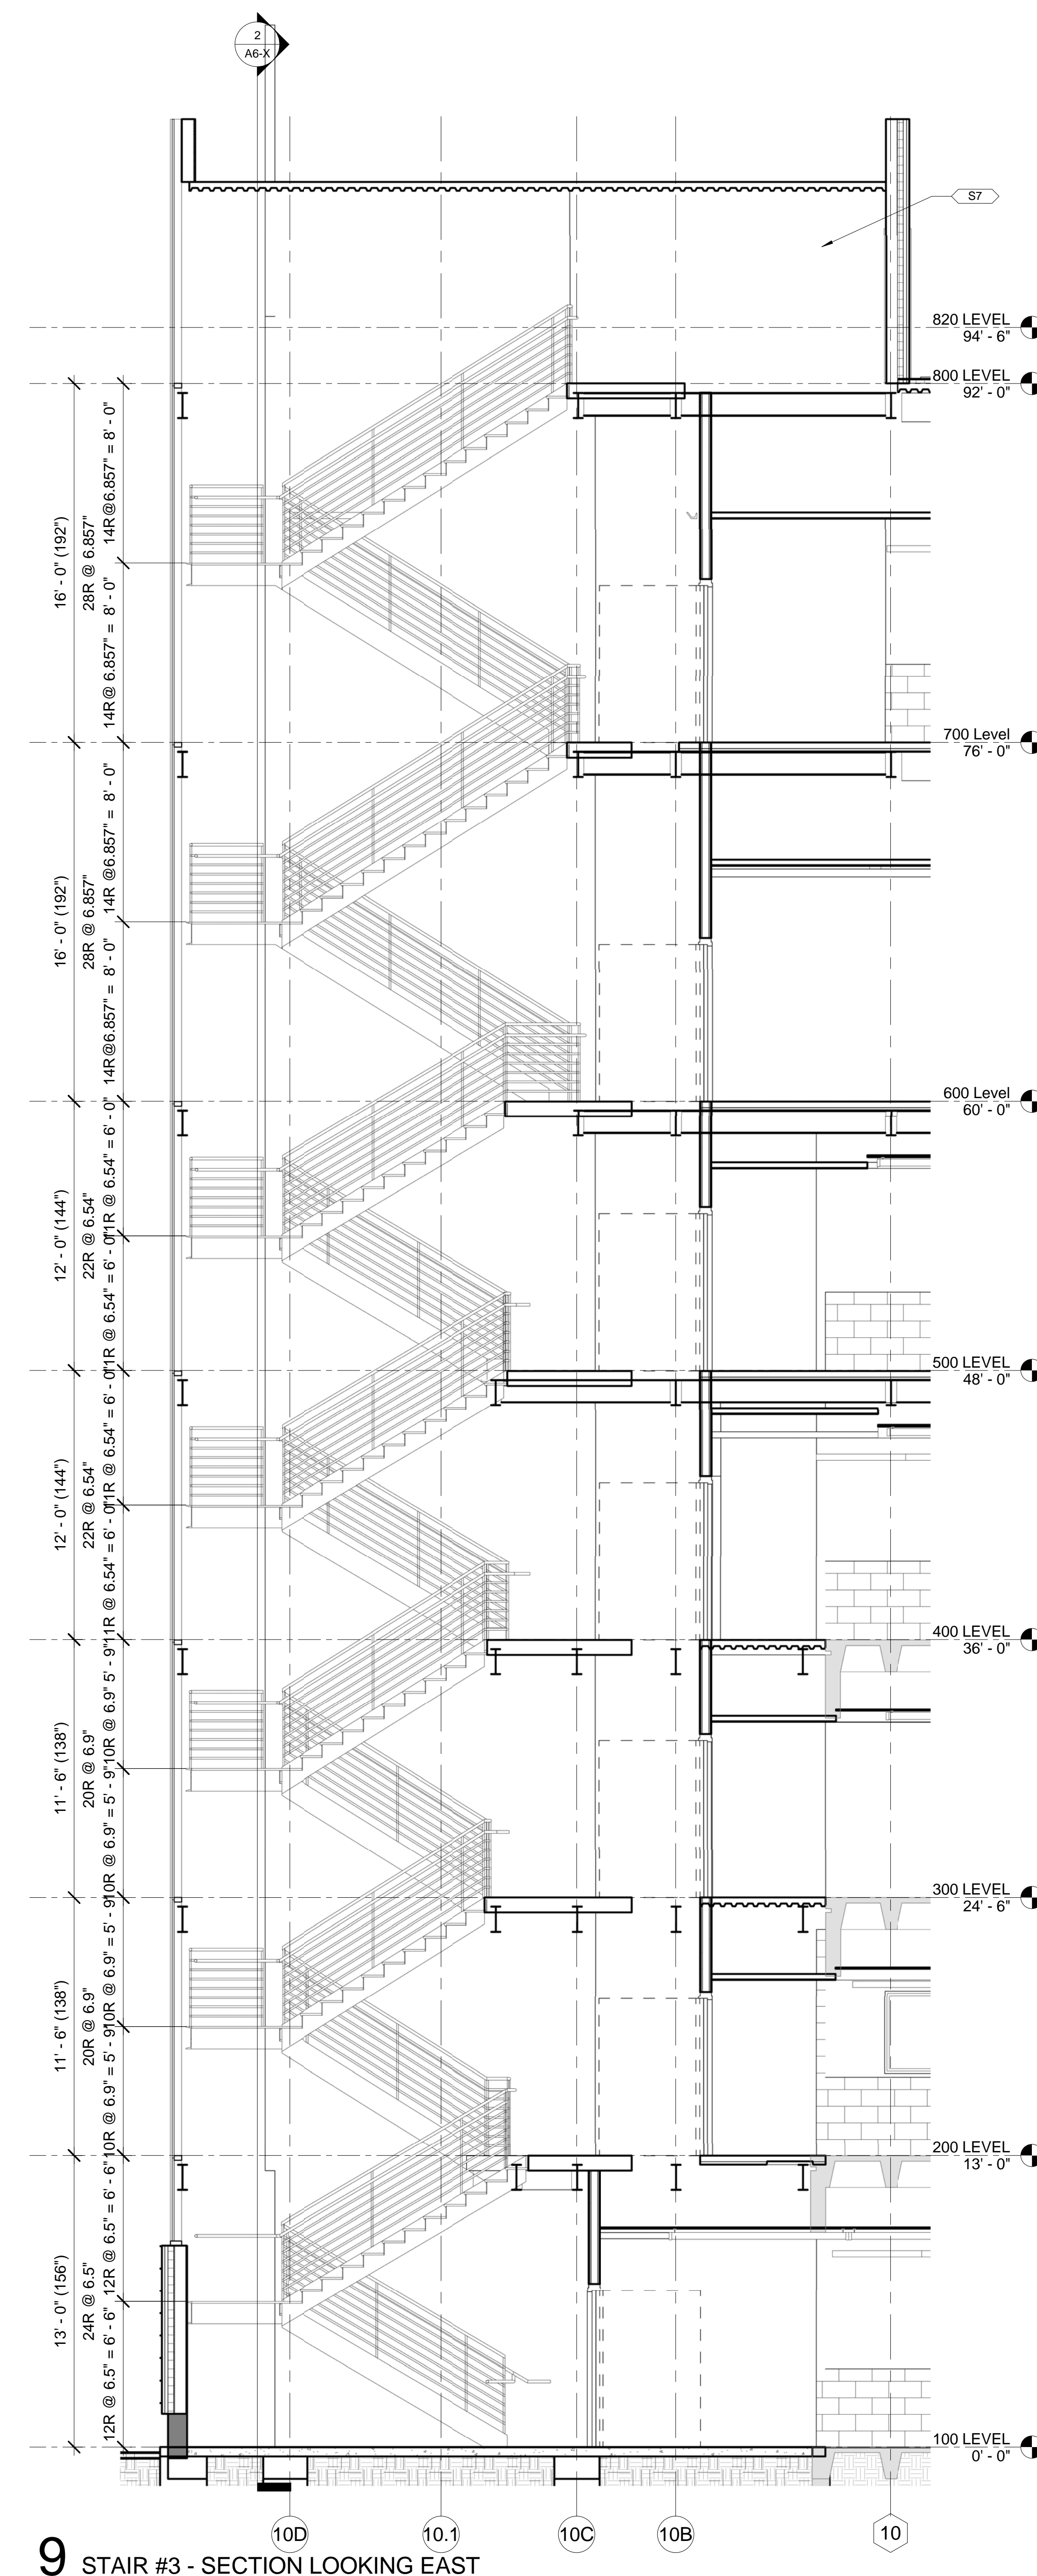 2
A6-X
S7
820 LEVEL
94' - 6"
800 LEVEL
92' - 0"
16' - 0" (192")
28R @ 6.857"
14R@6.857" = 8' - 0"
14R@ 6.857" = 8' - 0"
700 Level
76' - 0"
16' - 0" (192")
28R @ 6.857"
14R @6.857" = 8' - 0"
14R@6.857" = 8' - 0"
600 Level
60' - 0"
12' - 0" (144")
22R @ 6.54"
11R @ 6.54" = 6' - 0"
11R @ 6.54" = 6' - 0"
500 LEVEL
48' - 0"
12' - 0" (144")
22R @ 6.54"
11R @ 6.54" = 6' - 0"
11R @ 6.54" = 6' - 0"
400 LEVEL
36' - 0"
11' - 6" (138")
20R @ 6.9"
10R @ 6.9" 5' - 9"
10R @ 6.9" = 5' - 9"
300 LEVEL
24' - 6"
11' - 6" (138")
20R @ 6.9"
10R @ 6.9" = 5' - 9"
10R @ 6.9" = 5' - 9"
200 LEVEL
13' - 0"
13' - 0" (156")
24R @ 6.5"
12R @ 6.5" = 6' - 6"
12R @ 6.5" = 6' - 6"
100 LEVEL
0' - 0"
10D
10.1
10C
10B
10
9 STAIR #3 - SECTION LOOKING EAST